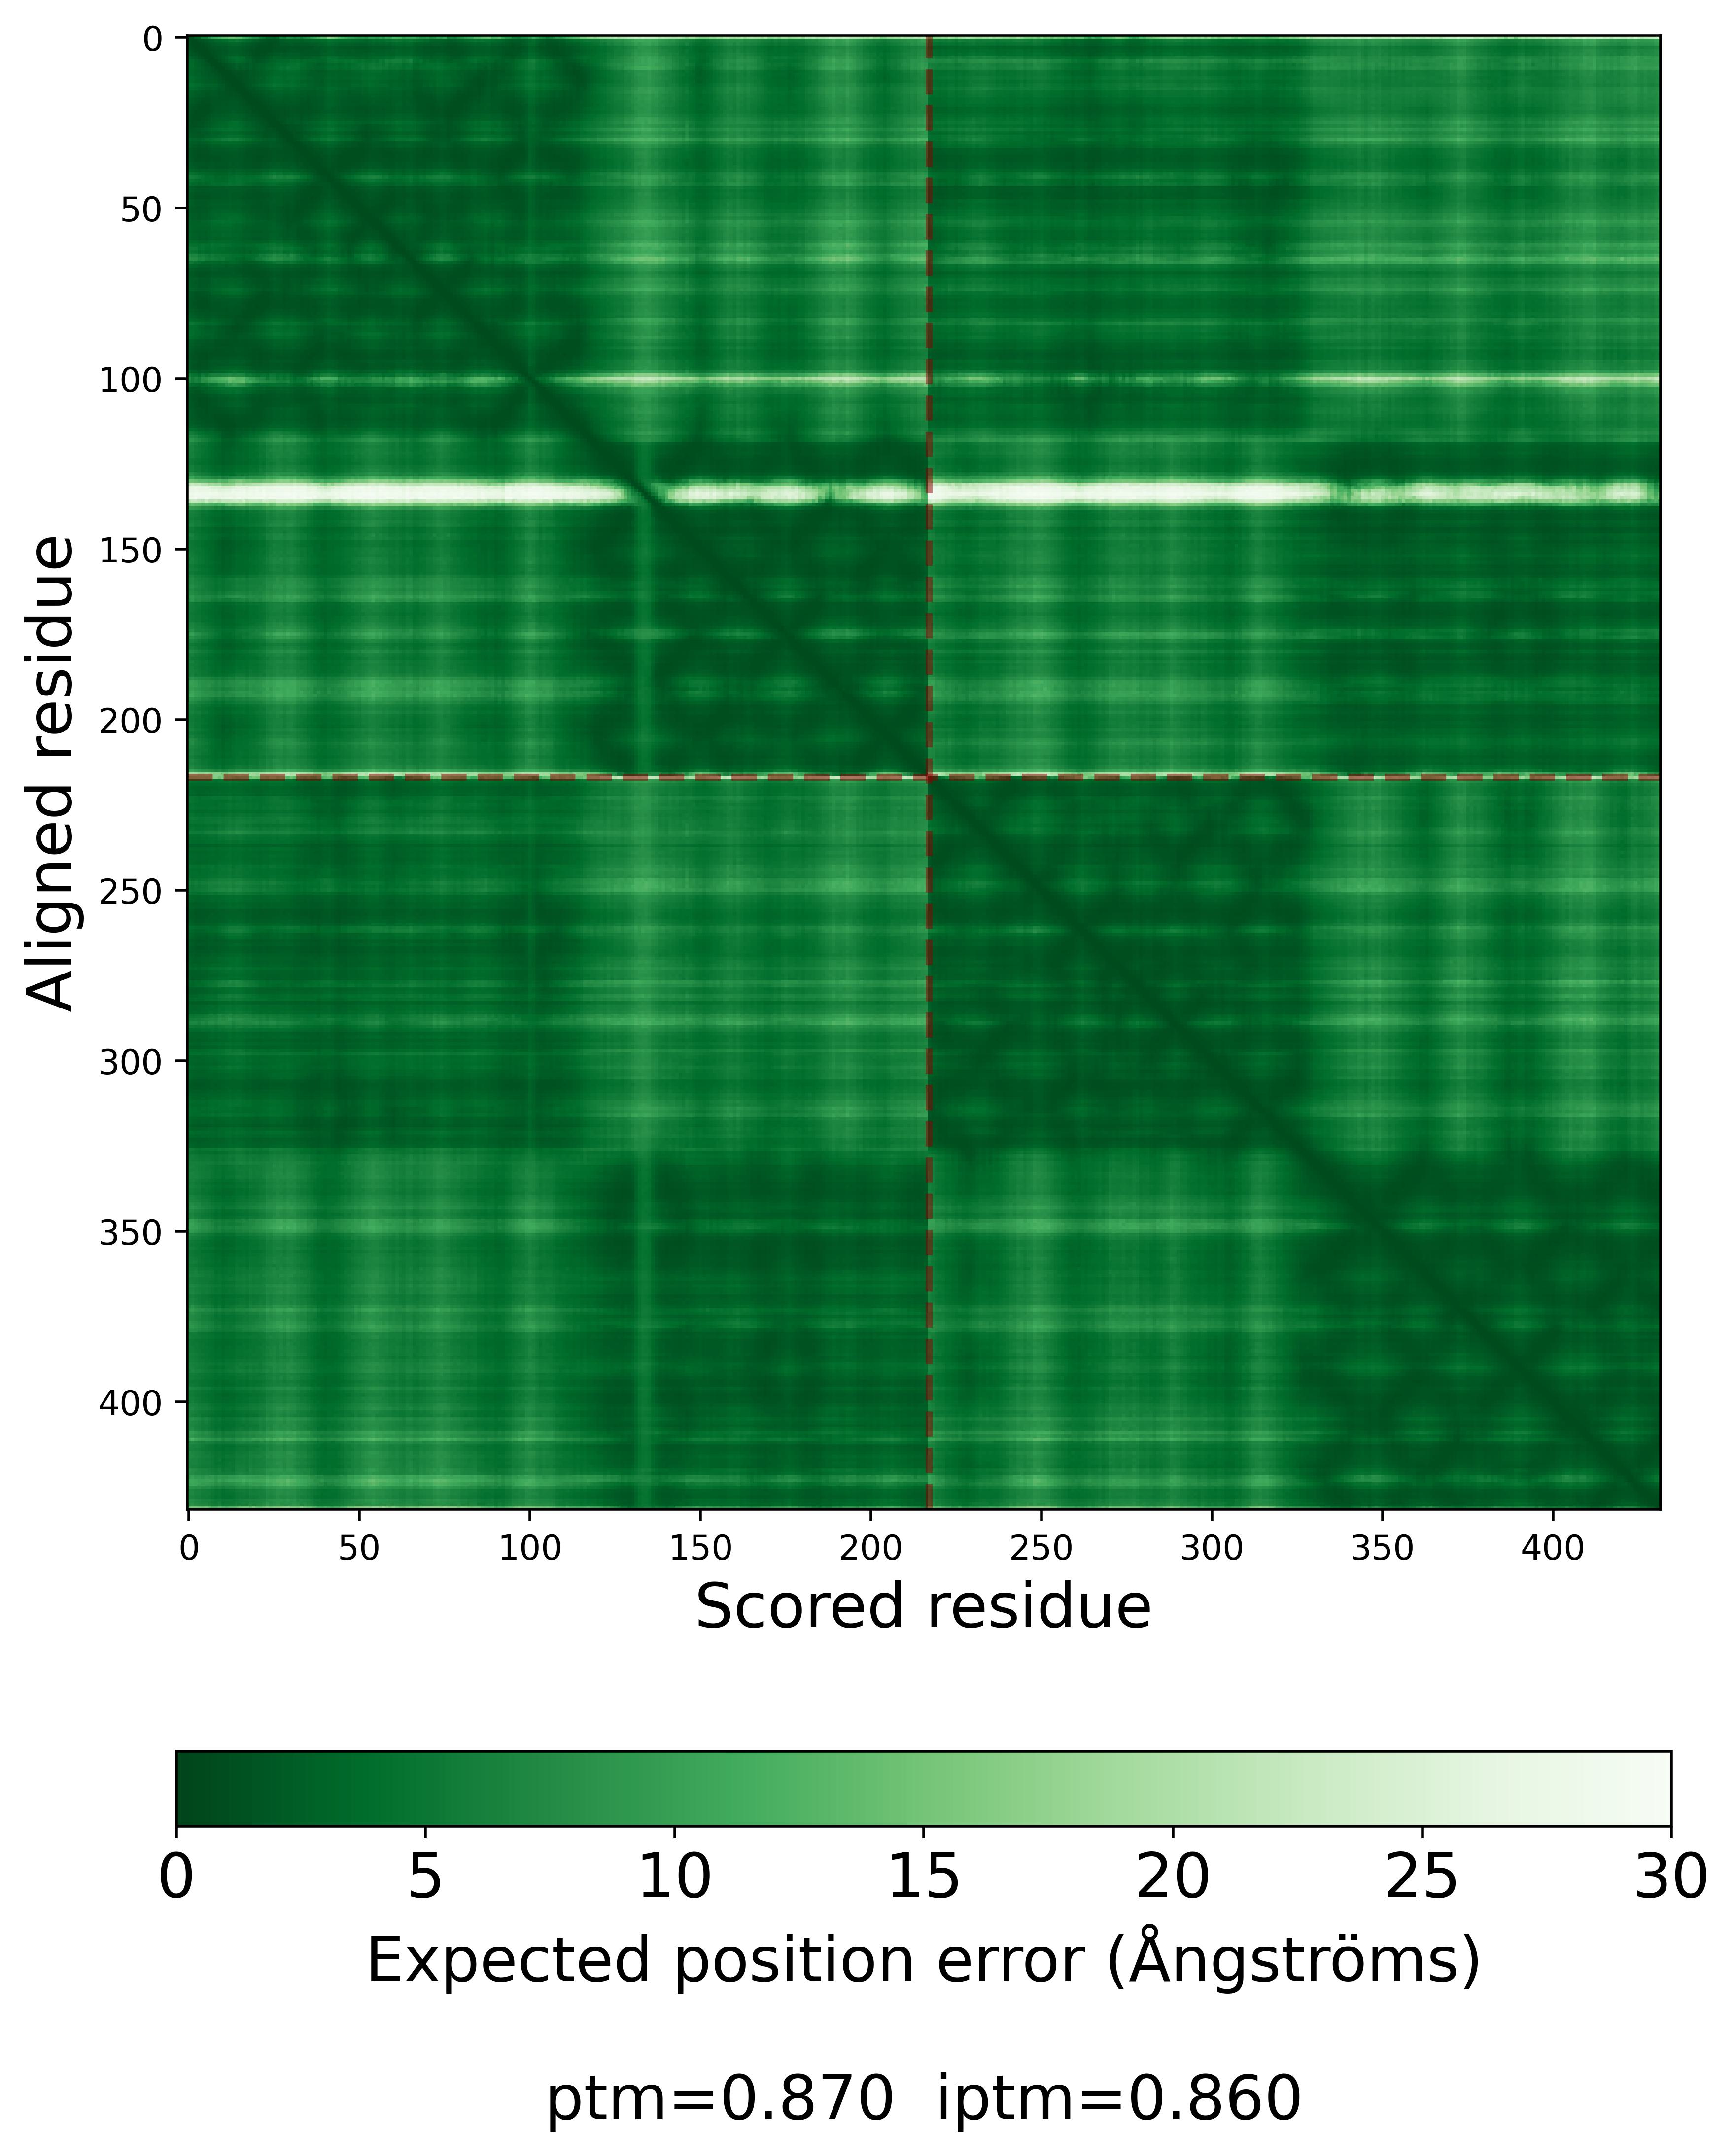 0
50
100
150
200
250
300
350
400
Aligned residue
0 50 100 150 200 250 300 350 400
Scored residue
0 5 10 15 20 25 30
Expected position error (Ångströms)
ptm=0.870 iptm=0.860